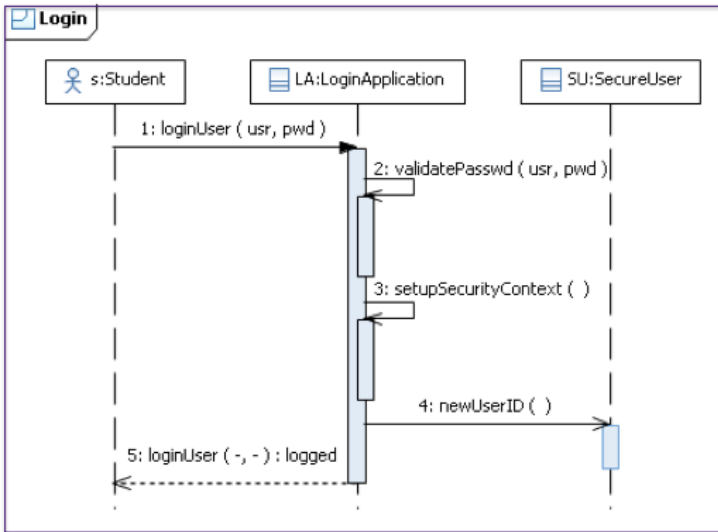 Login
s:Student
LA:LoginApplication
SU:SecureUser
1: loginUser ( usr, pwd )
2: validatePasswd ( usr, pwd )
3: setupSecurityContext (  )
4: newUserID (  )
5: loginUser ( -, - ) : logged